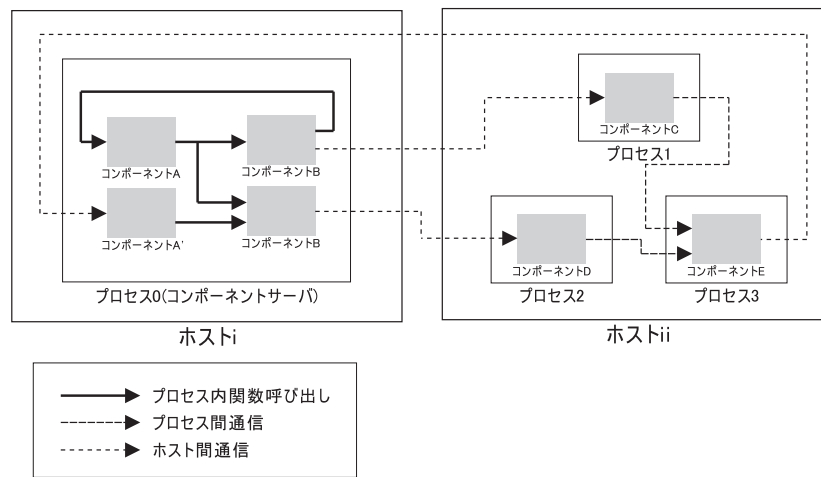 コンポーネントA
コンポーネントB
コンポーネントA'
コンポーネントB
プロセス0(コンポーネントサーバ)
ホストi
コンポーネントC
プロセス1
コンポーネントD
プロセス2
コンポーネントE
プロセス3
ホストii
プロセス内関数呼び出し
プロセス間通信
ホスト間通信